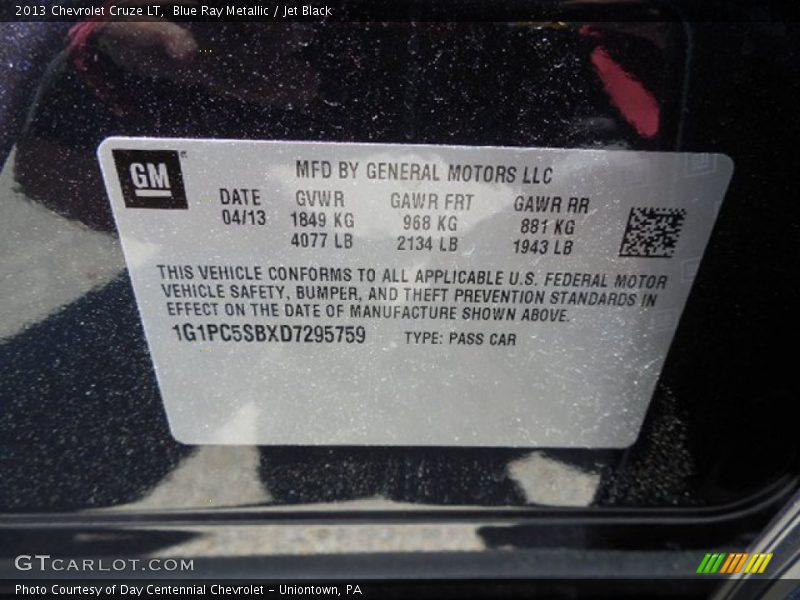 2013 Chevrolet Cruze LT, Blue Ray Metallic / Jet Black
GM
MFD BY GENERAL MOTORS LLC
DATE GVWR GAWR FRT GAWR RR
04/13 1849 KG 968 KG 881 KG
4077 LB 2134 LB 1943 LB
THIS VEHICLE CONFORMS TO ALL APPLICABLE U.S. FEDERAL MOTOR
VEHICLE SAFETY, BUMPER, AND THEFT PREVENTION STANDARDS IN
EFFECT ON THE DATE OF MANUFACTURE SHOWN ABOVE.
1G1PC5SBXD7295759 TYPE: PASS CAR
GTCARLOT.COM
Photo Courtesy of Day Centennial Chevrolet – Uniontown, PA